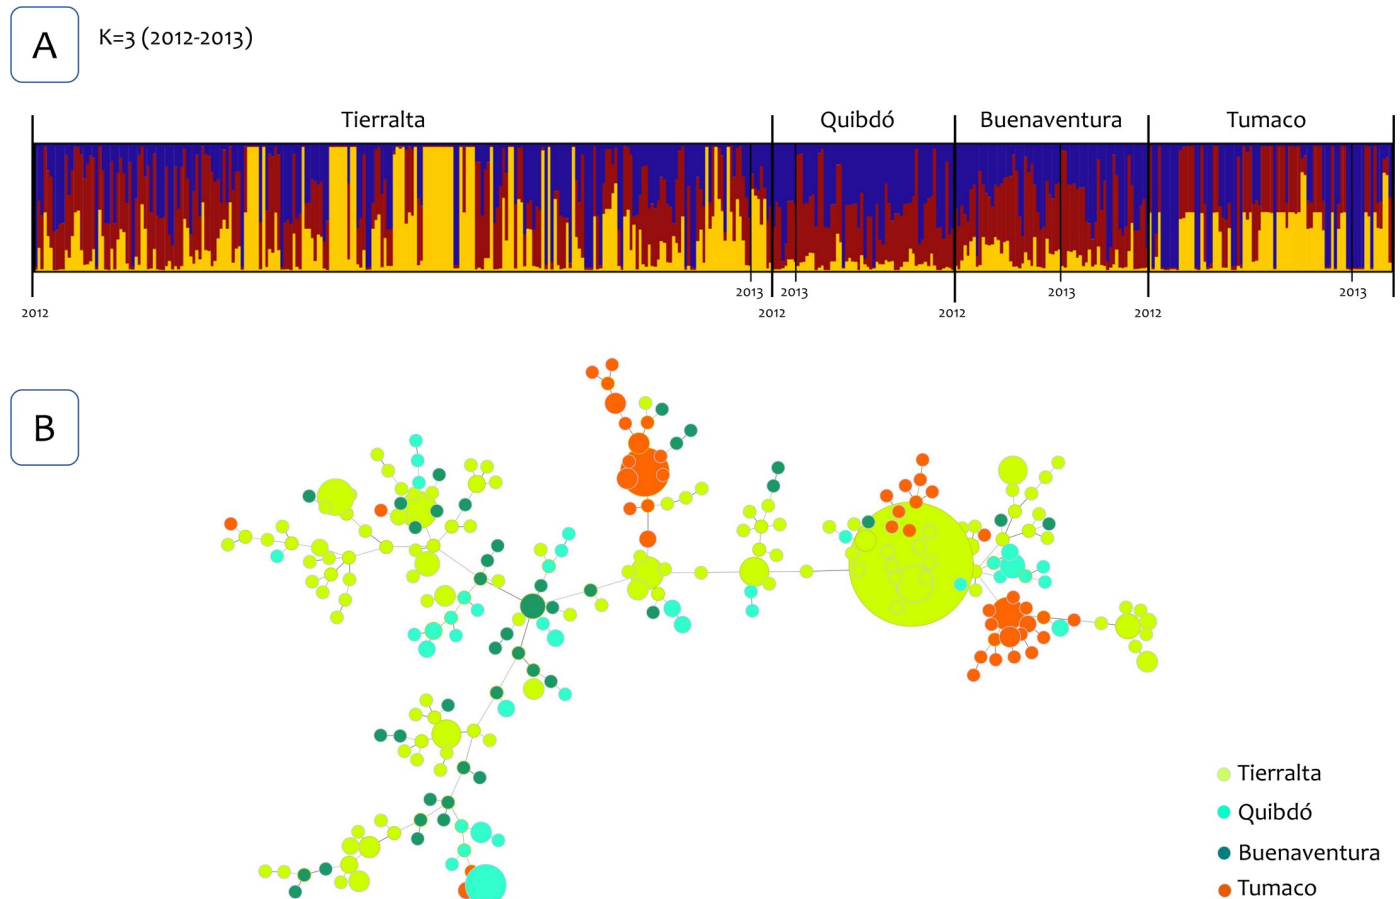 A
K=3 (2012-2013)
Tierralta Quibdó Buenaventura Tumaco
2013 2013 2013 2013
2012 2012 2012 2012
B
Tierralta
Quibdó
Buenaventura
Tumaco